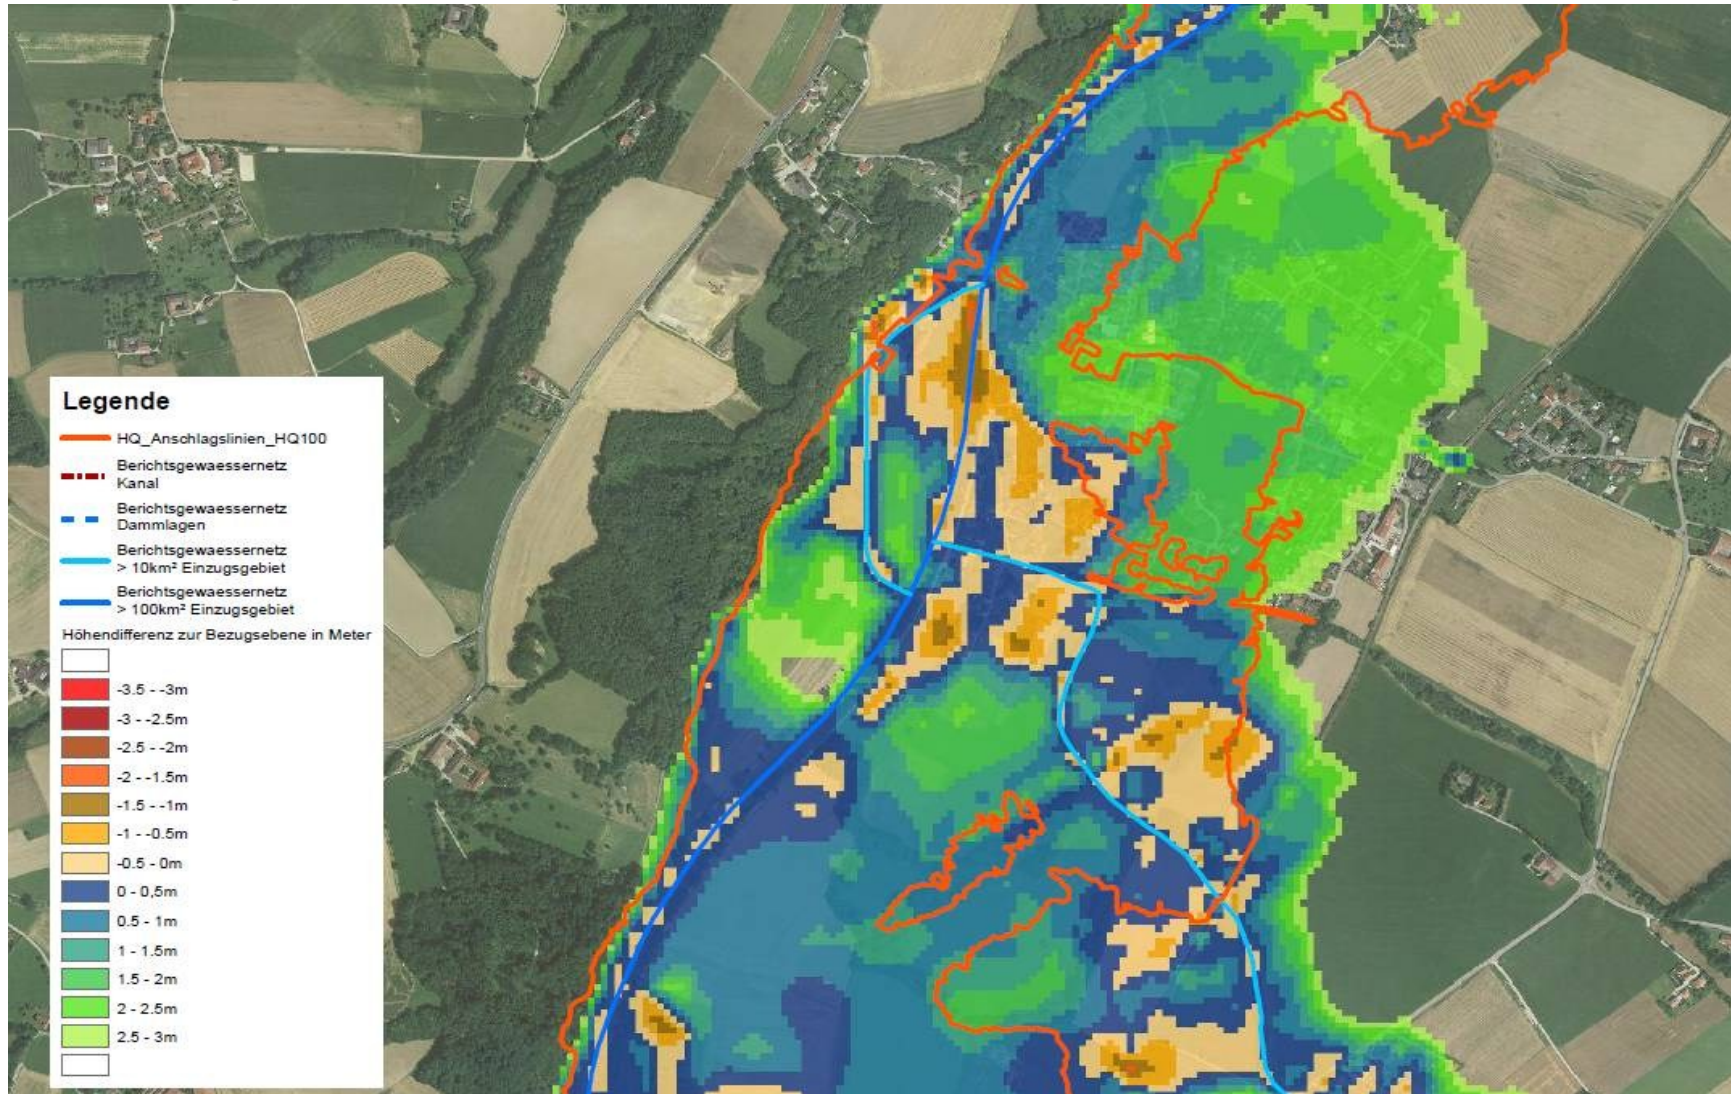 Legende
HQ_Anschlagslinien_HQ100
Berichtsgewaessernetz
Kanal
Berichtsgewaessernetz
Dammlagen
Berichtsgewaessernetz
> 10km² Einzugsgebiet
Berichtsgewaessernetz
> 100km² Einzugsgebiet
Höhendifferenz zur Bezugsebene in Meter
-3.5 - -3m
-3 - -2.5m
-2.5 - -2m
-2 - -1.5m
-1.5 - -1m
-1 - -0.5m
-0.5 - 0m
0 - 0,5m
0.5 - 1m
1 - 1.5m
1.5 - 2m
2 - 2.5m
2.5 - 3m